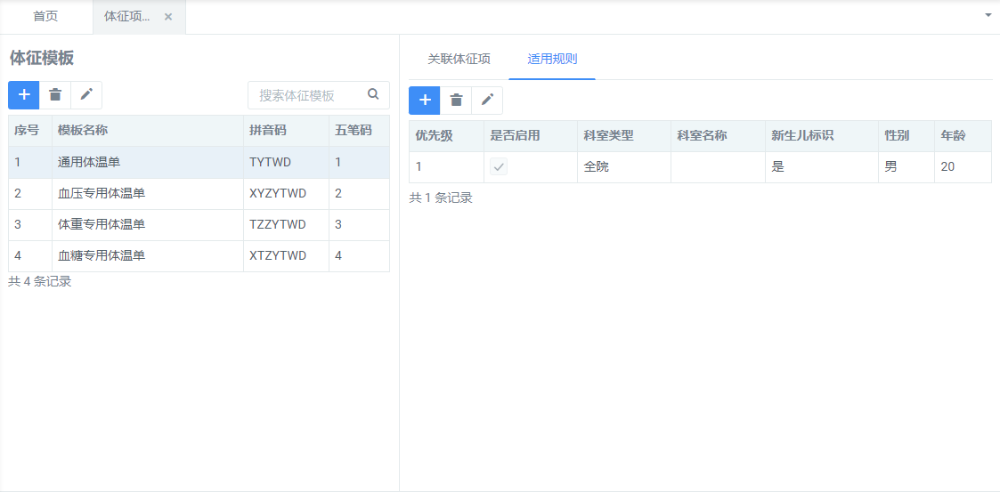 首页 体征项...
体征模板
搜索体征模板
序号 模板名称 拼音码 五笔码
1 通用体温单 TYTWD 1
2 血压专用体温单 XYZYTWD 2
3 体重专用体温单 TZZYTWD 3
4 血糖专用体温单 XTZYTWD 4
共 4 条记录
关联体征项 适用规则
优先级 是否启用 科室类型 科室名称 新生儿标识 性别 年龄
1 全院 是 男 20
共 1 条记录